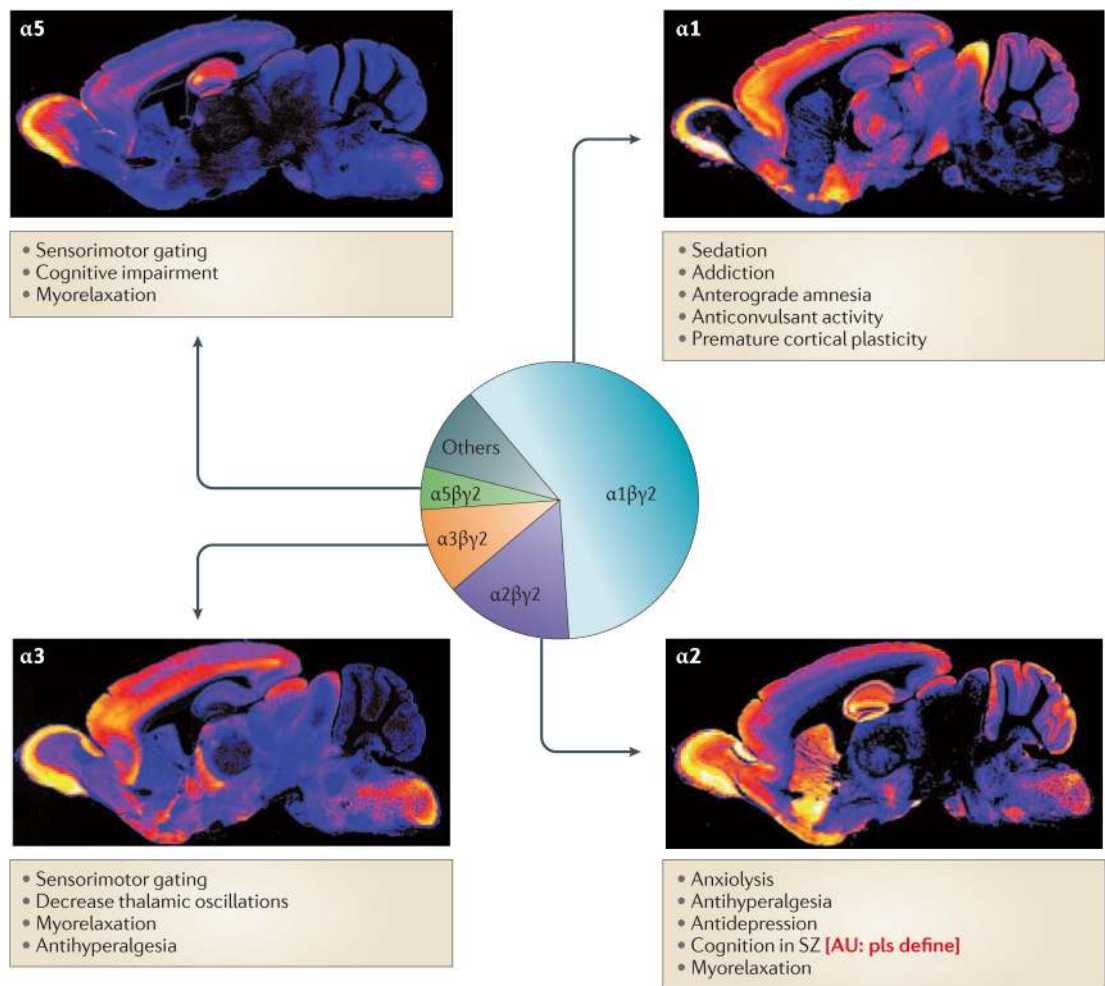 α5
• Sensorimotor gating
• Cognitive impairment
• Myorelaxation
α1
• Sedation
• Addiction
• Anterograde amnesia
• Anticonvulsant activity
• Premature cortical plasticity
Others
α5βγ2
α3βγ2
α2βγ2
α1βγ2
α3
• Sensorimotor gating
• Decrease thalamic oscillations
• Myorelaxation
• Antihyperalgesia
α2
• Anxiolysis
• Antihyperalgesia
• Antidepression
• Cognition in SZ [AU: pls define]
• Myorelaxation